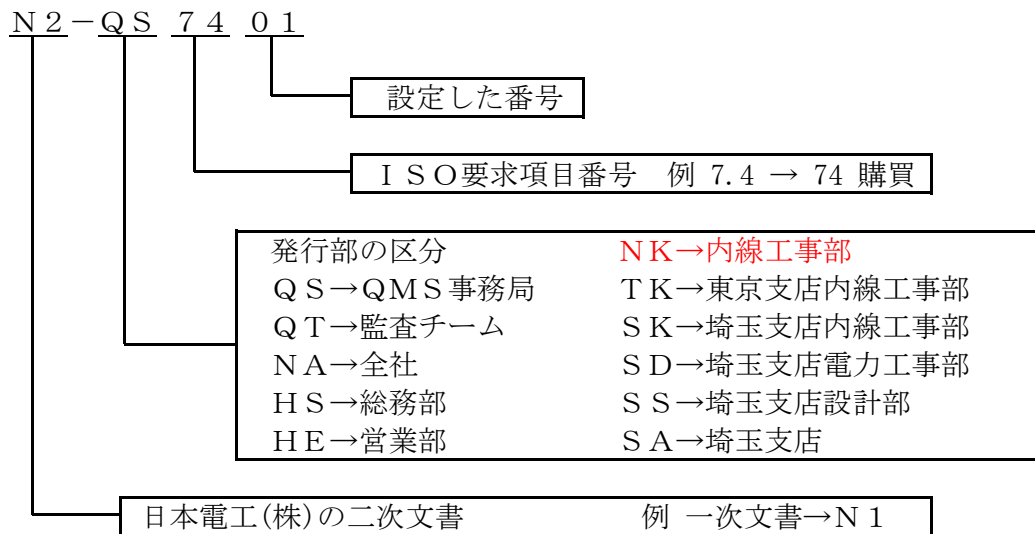 Ｎ２－ＱＳ ７４ ０１
設定した番号
ＩＳＯ要求項目番号　例 7.4 → 74 購買
発行部の区分　ＮＫ→内線工事部
ＱＳ→ＱＭＳ事務局　ＴＫ→東京支店内線工事部
ＱＴ→監査チーム　ＳＫ→埼玉支店内線工事部
ＮＡ→全社　ＳＤ→埼玉支店電力工事部
ＨＳ→総務部　ＳＳ→埼玉支店設計部
ＨＥ→営業部　ＳＡ→埼玉支店
日本電工(株)の二次文書　例 一次文書→Ｎ１